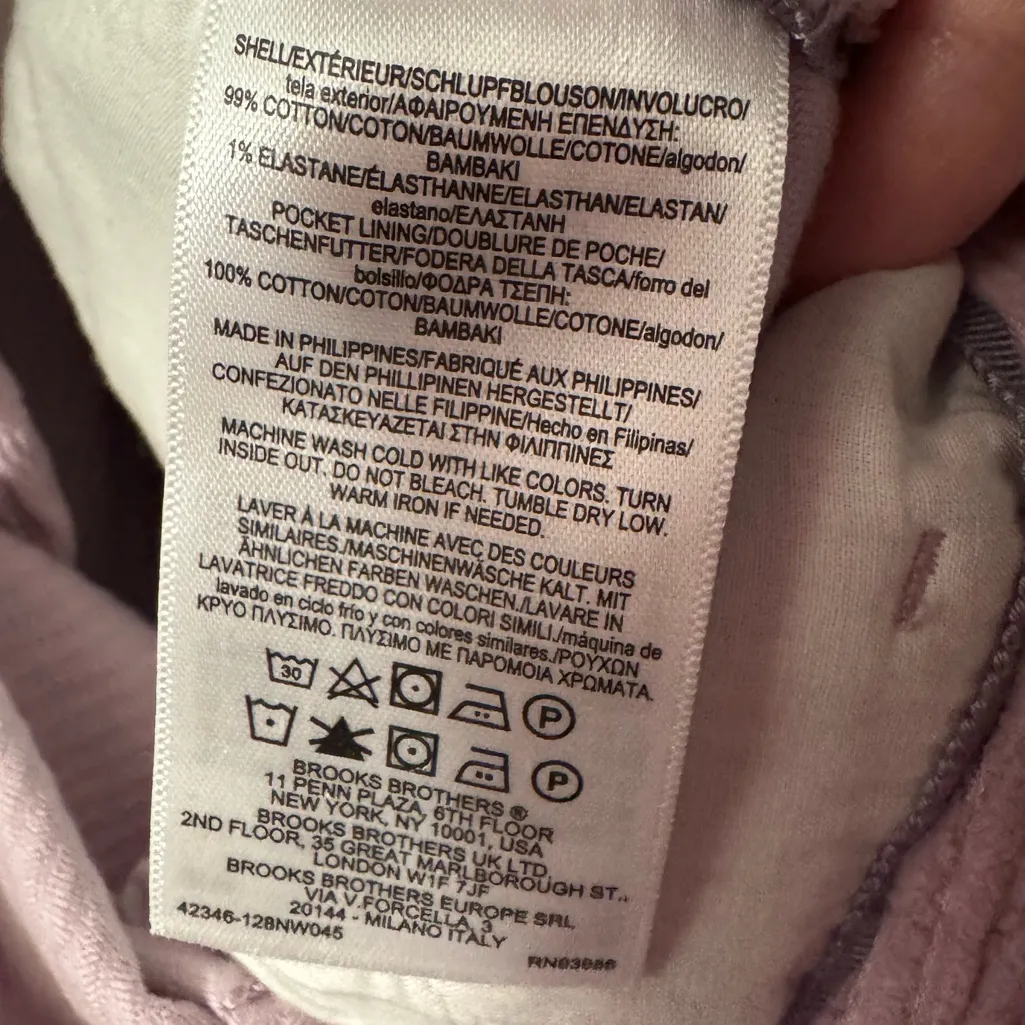 SHELL/EXTÉRIEUR/SCHLUPFBLOUSON/INVOLUCRO/
tela exterior/ΑΦΑΙΡΟΥΜΕΝΗ ΕΠΕΝΔΥΣΗ:
99% COTTON/COTON/BAUMWOLLE/COTONE/algodon/
BAMBAKI
1% ELASTANE/ÉLASTHANNE/ELASTHAN/ELASTAN/
elastano/ΕΛΑΣΤΑΝΗ
POCKET LINING/DOUBLURE DE POCHE/
TASCHENFUTTER/FODERA DELLA TASCA/forro del
bolsillo/ΦΟΔΡΑ ΤΣΕΠΗ:
100% COTTON/COTON/BAUMWOLLE/COTONE/algodon/
BAMBAKI
MADE IN PHILIPPINES/FABRIQUÉ AUX PHILIPPINES/
AUF DEN PHILLIPINEN HERGESTELLT/
CONFEZIONATO NELLE FILIPPINE/Hecho en Filipinas/
ΚΑΤΑΣΚΕΥΑΖΕΤΑΙ ΣΤΗΝ ΦΙΛΙΠΠΙΝΕΣ
MACHINE WASH COLD WITH LIKE COLORS. TURN
INSIDE OUT. DO NOT BLEACH. TUMBLE DRY LOW.
WARM IRON IF NEEDED.
LAVER À LA MACHINE AVEC DES COULEURS
SIMILAIRES./MASCHINENWÄSCHE KALT. MIT
ÄHNLICHEN FARBEN WASCHEN./LAVARE IN
LAVATRICE FREDDO CON COLORI SIMILI./máquina de
lavado en ciclo frío y con colores similares./ΡΟΥΧΩΝ
ΚΡΥΟ ΠΛΥΣΙΜΟ. ΠΛΥΣΙΜΟ ΜΕ ΠΑΡΟΜΟΙΑ ΧΡΩΜΑΤΑ.
30 P
P
BROOKS BROTHERS ®
11 PENN PLAZA, 6TH FLOOR
NEW YORK, NY 10001, USA
BROOKS BROTHERS UK LTD
2ND FLOOR, 35 GREAT MARLBOROUGH ST.,
LONDON W1F 7JF
BROOKS BROTHERS EUROPE SRL
VIA V.FORCELLA, 3
20144 - MILANO ITALY
42346-128NW045